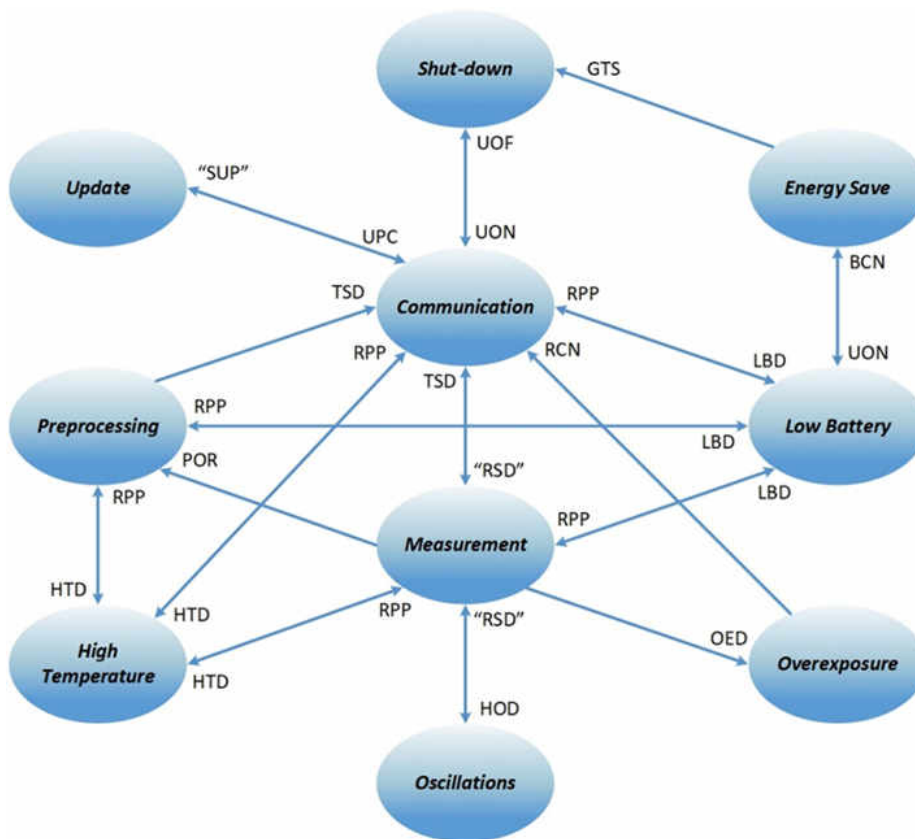 Shut-down
GTS
UOF
"SUP"
Update
Energy Save
UPC
UON
BCN
TSD
Communication
RPP
RPP
RCN
LBD
UON
TSD
Preprocessing
RPP
LBD
Low Battery
POR
"RSD"
LBD
RPP
RPP
Measurement
HTD
HTD
RPP
"RSD"
OED
High
Temperature
HTD
Overexposure
HOD
Oscillations